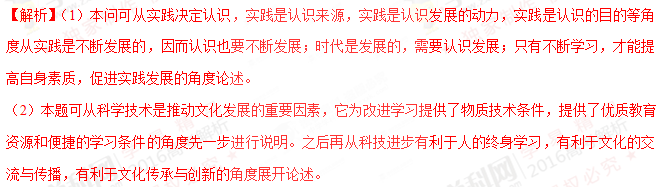 【解析】（1）本问可从实践决定认识，实践是认识来源，实践是认识发展的动力，实践是认识的目的等角
度从实践是不断发展的，因而认识也要不断发展；时代是发展的，需要认识发展；只有不断学习，才能提
高自身素质，促进实践发展的角度论述。
（2）本题可从科学技术是推动文化发展的重要因素，它为改进学习提供了物质技术条件，提供了优质教育
资源和便捷的学习条件的角度先一步进行说明。之后再从科技进步有利于人的终身学习，有利于文化的交
流与传播，有利于文化传承与创新的角度展开论述。